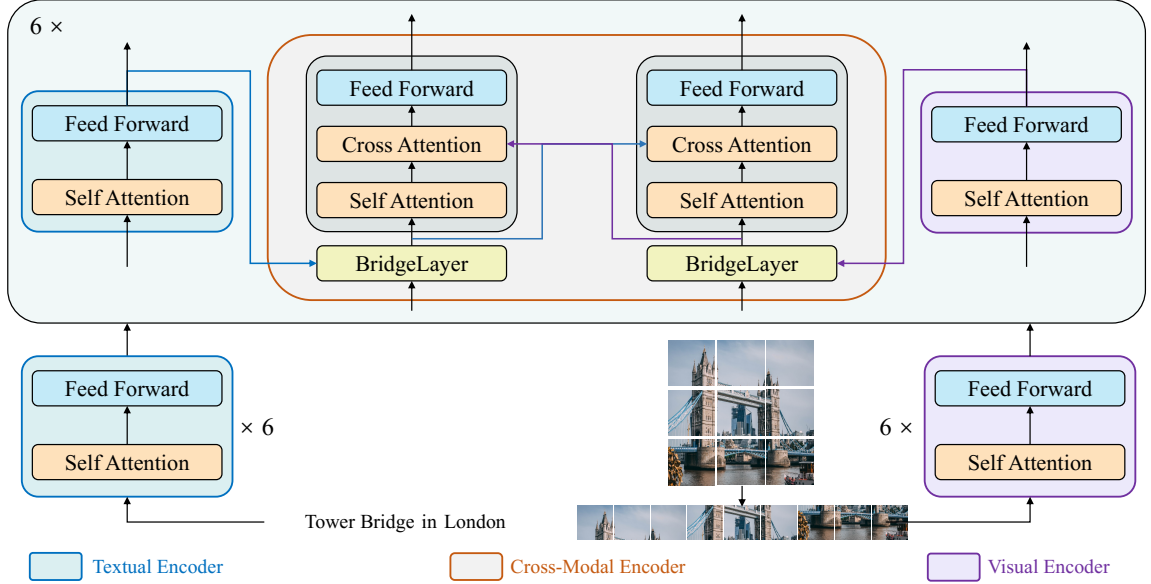 6 ×
Feed Forward
Self Attention
Feed Forward
Cross Attention
Self Attention
BridgeLayer
Feed Forward
Cross Attention
Self Attention
BridgeLayer
Feed Forward
Self Attention
Feed Forward
Self Attention
× 6
6 ×
Feed Forward
Self Attention
Tower Bridge in London
Textual Encoder
Cross-Modal Encoder
Visual Encoder